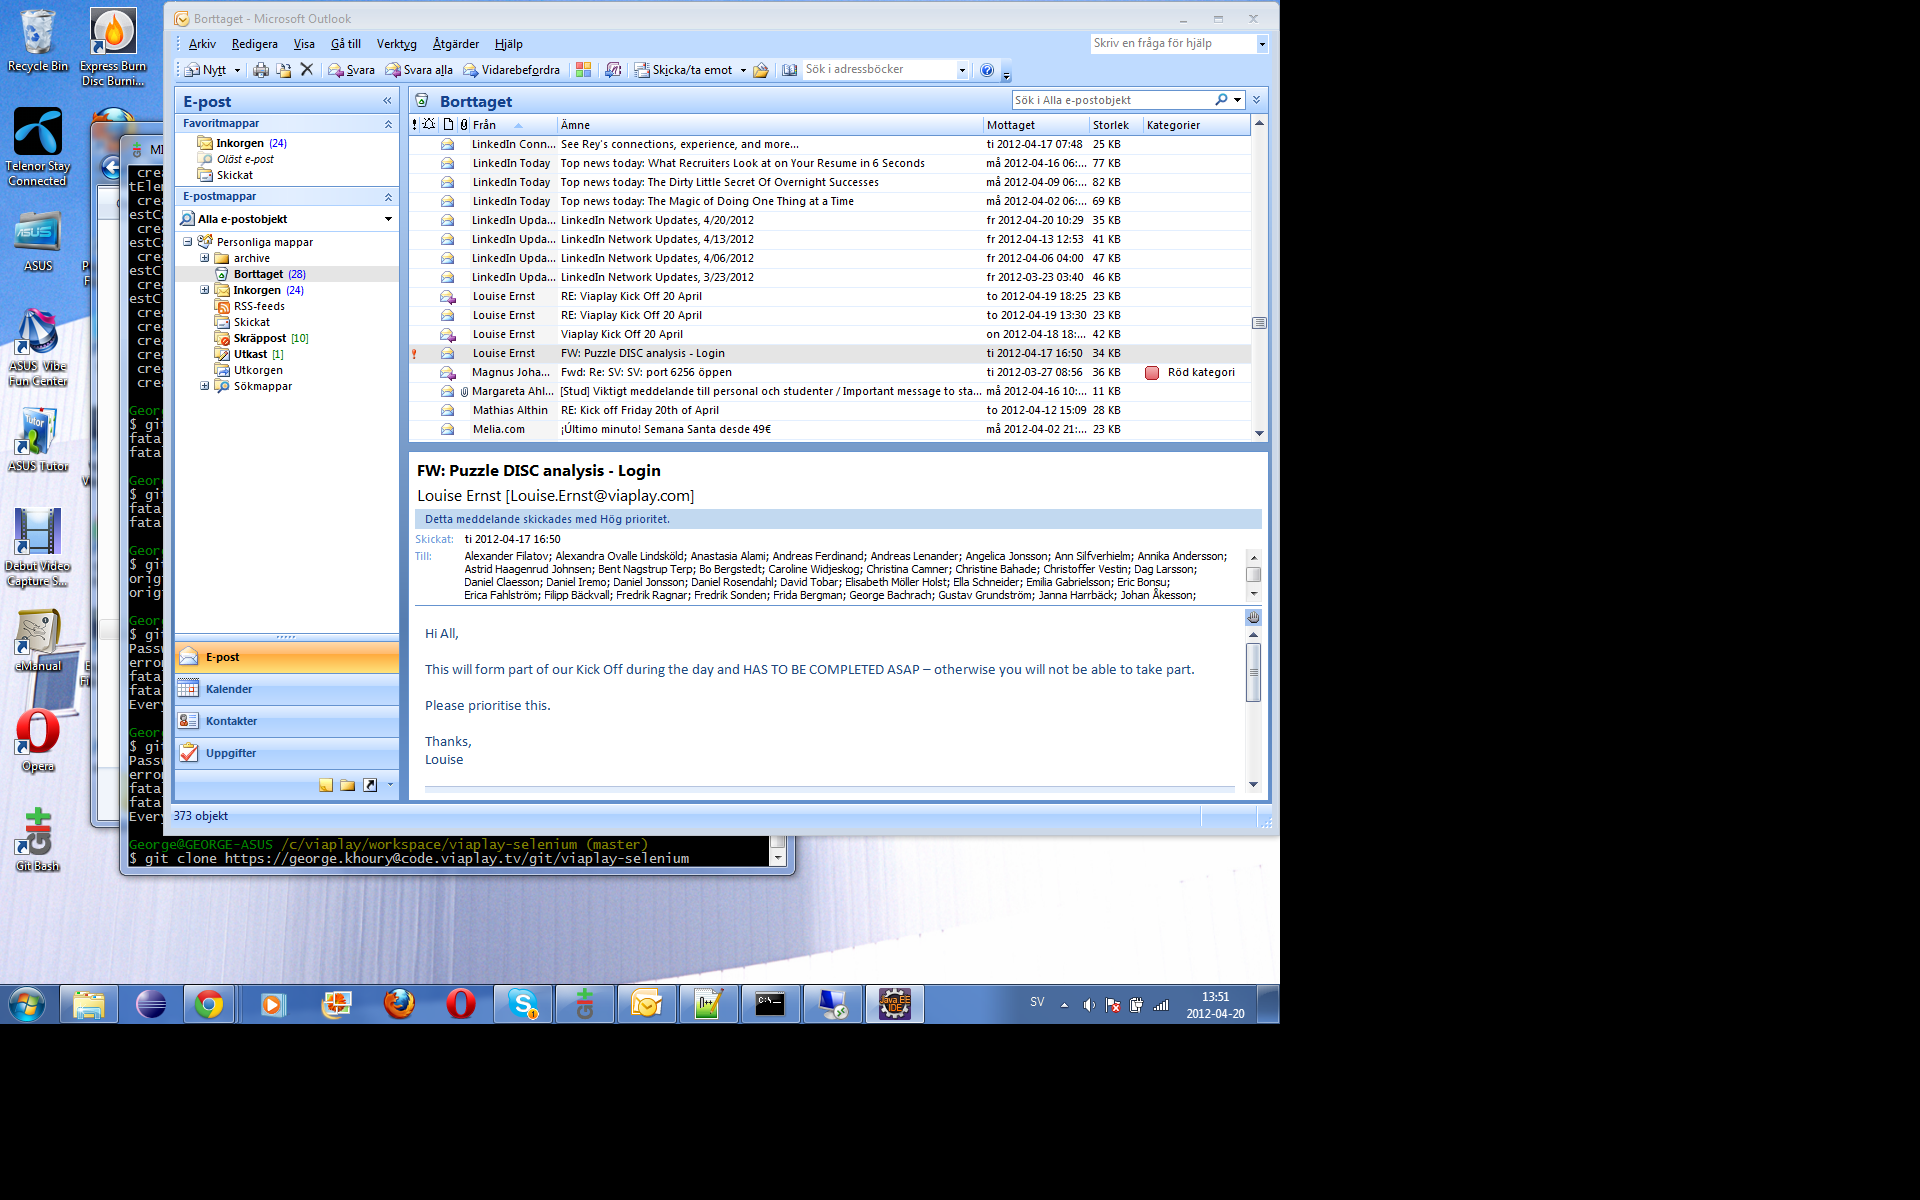 Recycle Bin
Express Burn
Disc Burni...
Telenor Stay
Connected
ASUS
ASUS Vibe
Fun Center
ASUS Tutor
Debut Video
Capture S...
eManual
Opera
Git Bash
Borttaget - Microsoft Outlook
Arkiv Redigera Visa Gå till Verktyg Åtgärder Hjälp
Skriv en fråga för hjälp
Nytt Svara Svara alla Vidarebefordra Skicka/ta emot Sök i adressböcker
E-post
Favoritmappar
Inkorgen (24)
Oläst e-post
Skickat
E-postmappar
Alla e-postobjekt
Personliga mappar
archive
Borttaget (28)
Inkorgen (24)
RSS-feeds
Skickat
Skräppost [10]
Utkast [1]
Utkorgen
Sökmappar
E-post
Kalender
Kontakter
Uppgifter
373 objekt
Borttaget
Sök i Alla e-postobjekt
Från Ämne Mottaget Storlek Kategorier
LinkedIn Conn... See Rey's connections, experience, and more... ti 2012-04-17 07:48 25 KB
LinkedIn Today Top news today: What Recruiters Look at on Your Resume in 6 Seconds må 2012-04-16 06:... 77 KB
LinkedIn Today Top news today: The Dirty Little Secret Of Overnight Successes må 2012-04-09 06:... 82 KB
LinkedIn Today Top news today: The Magic of Doing One Thing at a Time må 2012-04-02 06:... 69 KB
LinkedIn Upda... LinkedIn Network Updates, 4/20/2012 fr 2012-04-20 10:29 35 KB
LinkedIn Upda... LinkedIn Network Updates, 4/13/2012 fr 2012-04-13 12:53 41 KB
LinkedIn Upda... LinkedIn Network Updates, 4/06/2012 fr 2012-04-06 04:00 47 KB
LinkedIn Upda... LinkedIn Network Updates, 3/23/2012 fr 2012-03-23 03:40 46 KB
Louise Ernst RE: Viaplay Kick Off 20 April to 2012-04-19 18:25 23 KB
Louise Ernst RE: Viaplay Kick Off 20 April to 2012-04-19 13:30 23 KB
Louise Ernst Viaplay Kick Off 20 April on 2012-04-18 18:... 42 KB
Louise Ernst FW: Puzzle DISC analysis - Login ti 2012-04-17 16:50 34 KB
Magnus Joha... Fwd: Re: SV: SV: port 6256 öppen ti 2012-03-27 08:56 36 KB Röd kategori
Margareta Ahl... [Stud] Viktigt meddelande till personal och studenter / Important message to sta... må 2012-04-16 10:... 11 KB
Mathias Althin RE: Kick off Friday 20th of April to 2012-04-12 15:09 28 KB
Melia.com ¡Último minuto! Semana Santa desde 49€ må 2012-04-02 21:... 23 KB
FW: Puzzle DISC analysis - Login
Louise Ernst [Louise.Ernst@viaplay.com]
Detta meddelande skickades med Hög prioritet.
Skickat: ti 2012-04-17 16:50
Till: Alexander Filatov; Alexandra Ovalle Lindsköld; Anastasia Alami; Andreas Ferdinand; Andreas Lenander; Angelica Jonsson; Ann Silfverhielm; Annika Andersson;
Astrid Haagenrud Johnsen; Bent Nagstrup Terp; Bo Bergstedt; Caroline Widjeskog; Christina Camner; Christine Bahade; Christoffer Vestin; Dag Larsson;
Daniel Claesson; Daniel Iremo; Daniel Jonsson; Daniel Rosendahl; David Tobar; Elisabeth Möller Holst; Ella Schneider; Emilia Gabrielsson; Eric Bonsu;
Erica Fahlström; Filipp Bäckvall; Fredrik Ragnar; Fredrik Sonden; Frida Bergman; George Bachrach; Gustav Grundström; Janna Harrbäck; Johan Åkesson;
Hi All,
This will form part of our Kick Off during the day and HAS TO BE COMPLETED ASAP – otherwise you will not be able to take part.
Please prioritise this.
Thanks,
Louise
George@GEORGE-ASUS /c/viaplay/workspace/viaplay-selenium (master)
$ git clone https://george.khoury@code.viaplay.tv/git/viaplay-selenium
SV
13:51
2012-04-20